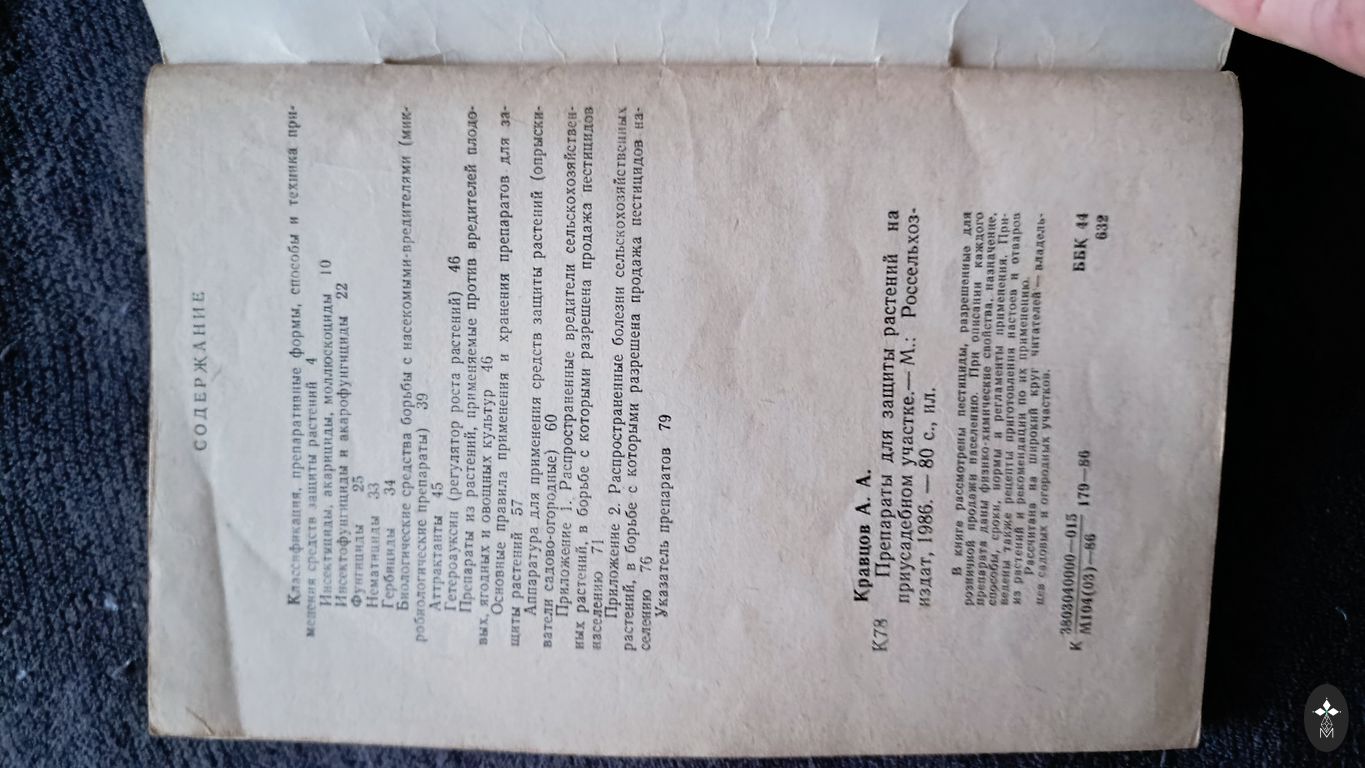 СОДЕРЖАНИЕ
Классификация, препаративные формы, способы и техника при-
менения средств защиты растений 4
Инсектициды, акарициды, моллюскоциды 10
Инсектофунгициды и акарофунгициды 22
Фунгициды 25
Нематициды 33
Гербициды 34
Биологические средства борьбы с насекомыми-вредителями (мик-
робиологические препараты) 39
Аттрактанты 45
Гетероауксин (регулятор роста растений) 46
Препараты из растений, применяемые против вредителей плодо-
вых, ягодных и овощных культур 46
Основные правила применения и хранения препаратов для за-
щиты растений 57
Аппаратура для применения средств защиты растений (опрыски-
ватели садово-огородные) 60
Приложение 1. Распространенные вредители сельскохозяйствен-
ных растений, в борьбе с которыми разрешена продажа пестицидов
населению 71
Приложение 2. Распространенные болезни сельскохозяйственных
растений, в борьбе с которыми разрешена продажа пестицидов на-
селению 76
Указатель препаратов 79
Кравцов А. А.
К78 Препараты для защиты растений на
приусадебном участке.— М.: Россельхоз-
издат, 1986. — 80 с., ил.
В книге рассмотрены пестициды, разрешенные для
розничной продажи населению. При описании каждого
препарата даны физико-химические свойства, назначение,
способы, сроки, нормы и регламенты применения. При-
ведены также рецепты приготовления настоев и отваров
из растений и рекомендации по их применению.
Рассчитана на широкий круг читателей — владель-
цев садовых и огородных участков.
К 3803040000—015
М104(03)—86 179—86
ББК 44
632
М